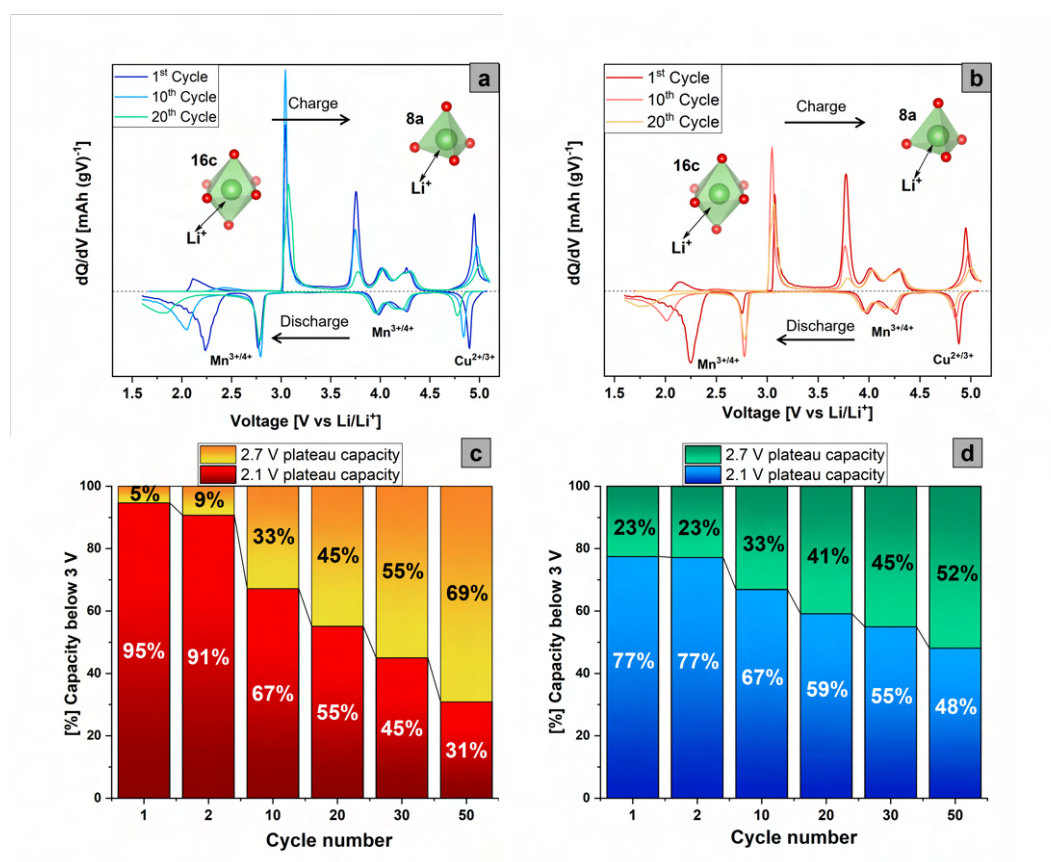 a
1st Cycle
10th Cycle
20th Cycle
Charge
8a
Li+
16c
Li+
Discharge
Mn3+/4+
Mn3+/4+
Cu2+/3+
dQ/dV [mAh (gV)-1]
1.5 2.0 2.5 3.0 3.5 4.0 4.5 5.0
Voltage [V vs Li/Li+]
b
1st Cycle
10th Cycle
20th Cycle
Charge
8a
Li+
16c
Li+
Discharge
Mn3+/4+
Mn3+/4+
Cu2+/3+
dQ/dV [mAh (gV)-1]
1.5 2.0 2.5 3.0 3.5 4.0 4.5 5.0
Voltage [V vs Li/Li+]
2.7 V plateau capacity
2.1 V plateau capacity
c
[%] Capacity below 3 V
100
80
60
40
20
0
5% 9% 33% 45% 55% 69%
95% 91% 67% 55% 45% 31%
1 2 10 20 30 50
Cycle number
2.7 V plateau capacity
2.1 V plateau capacity
d
[%] Capacity below 3 V
100
80
60
40
20
0
23% 23% 33% 41% 45% 52%
77% 77% 67% 59% 55% 48%
1 2 10 20 30 50
Cycle number